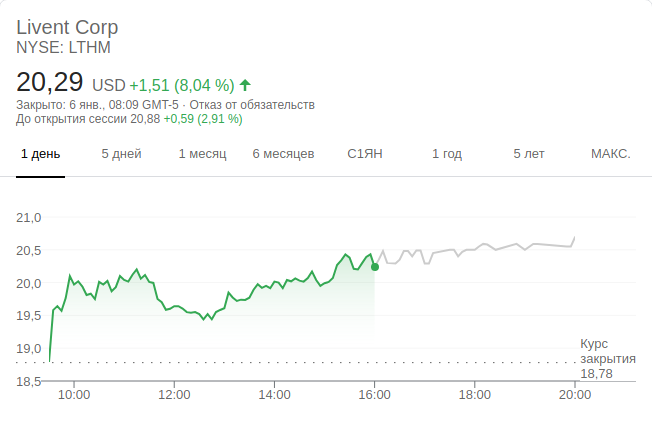 Livent Corp
NYSE: LTHM
20,29 USD +1,51 (8,04 %)
Закрыто: 6 янв., 08:09 GMT-5 · Отказ от обязательств
До открытия сессии 20,88 +0,59 (2,91 %)
1 день 5 дней 1 месяц 6 месяцев С1ЯН 1 год 5 лет МАКС.
21,0
20,5
20,0
19,5
19,0
18,5
Курс
закрытия
18,78
10:00 12:00 14:00 16:00 18:00 20:00